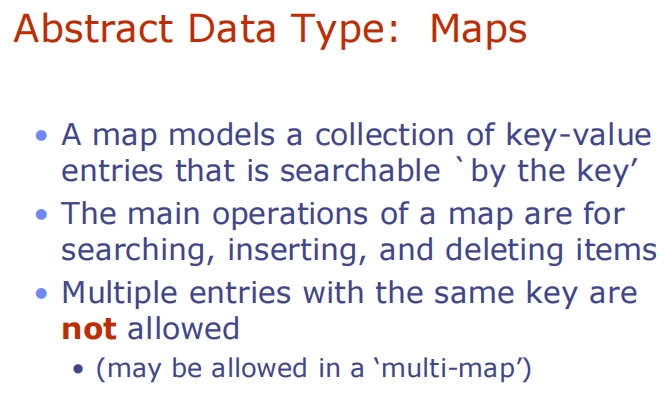 Abstract Data Type:  Maps
• A map models a collection of key-value
entries that is searchable `by the key’
• The main operations of a map are for
searching, inserting, and deleting items
• Multiple entries with the same key are
not allowed
• (may be allowed in a ‘multi-map’)